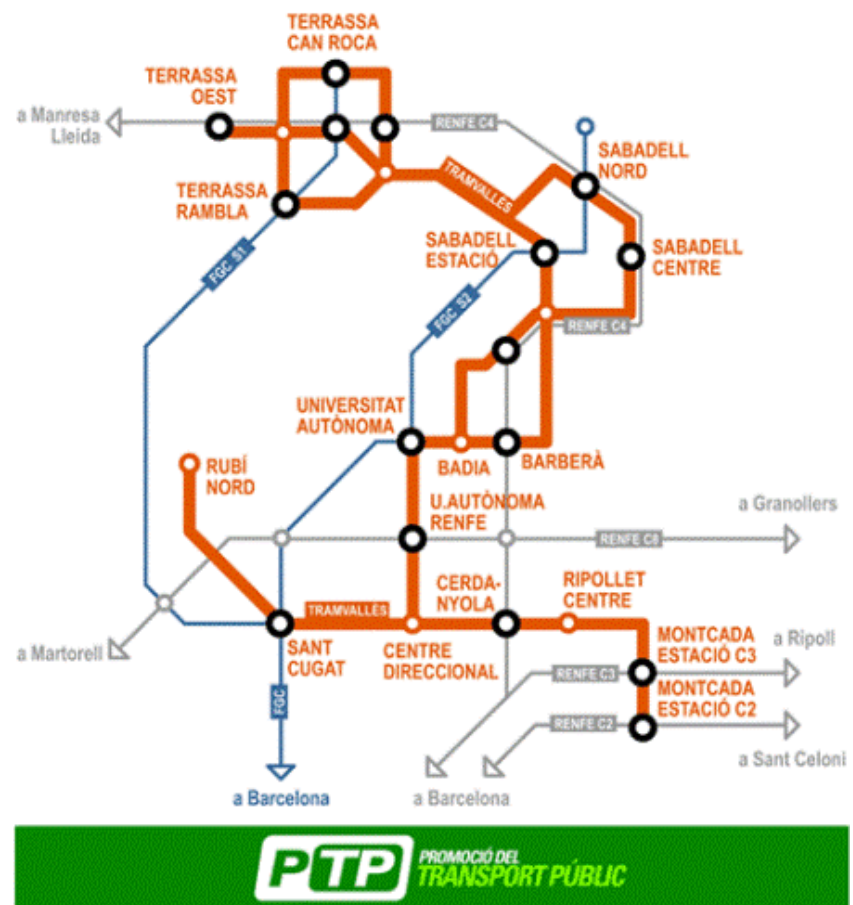 TERRASSA
CAN ROCA
TERRASSA
OEST
a Manresa
Lleida
RENFE C4
SABADELL
NORD
TRAMVALLÈS
TERRASSA
RAMBLA
SABADELL
ESTACIÓ
SABADELL
CENTRE
FGC S1
FGC S2
RENFE C4
UNIVERSITAT
AUTÒNOMA
BADIA
BARBERÀ
RUBÍ
NORD
U.AUTÒNOMA
RENFE
a Granollers
RENFE C8
CERDA-
NYOLA
RIPOLLET
CENTRE
TRAMVALLÈS
a Martorell
SANT
CUGAT
CENTRE
DIRECCIONAL
MONTCADA
ESTACIÓ C3
a Ripoll
RENFE C3
MONTCADA
ESTACIÓ C2
FGC
RENFE C2
a Sant Celoni
a Barcelona
a Barcelona
PTP
PROMOCIÓ DEL
TRANSPORT PÚBLIC